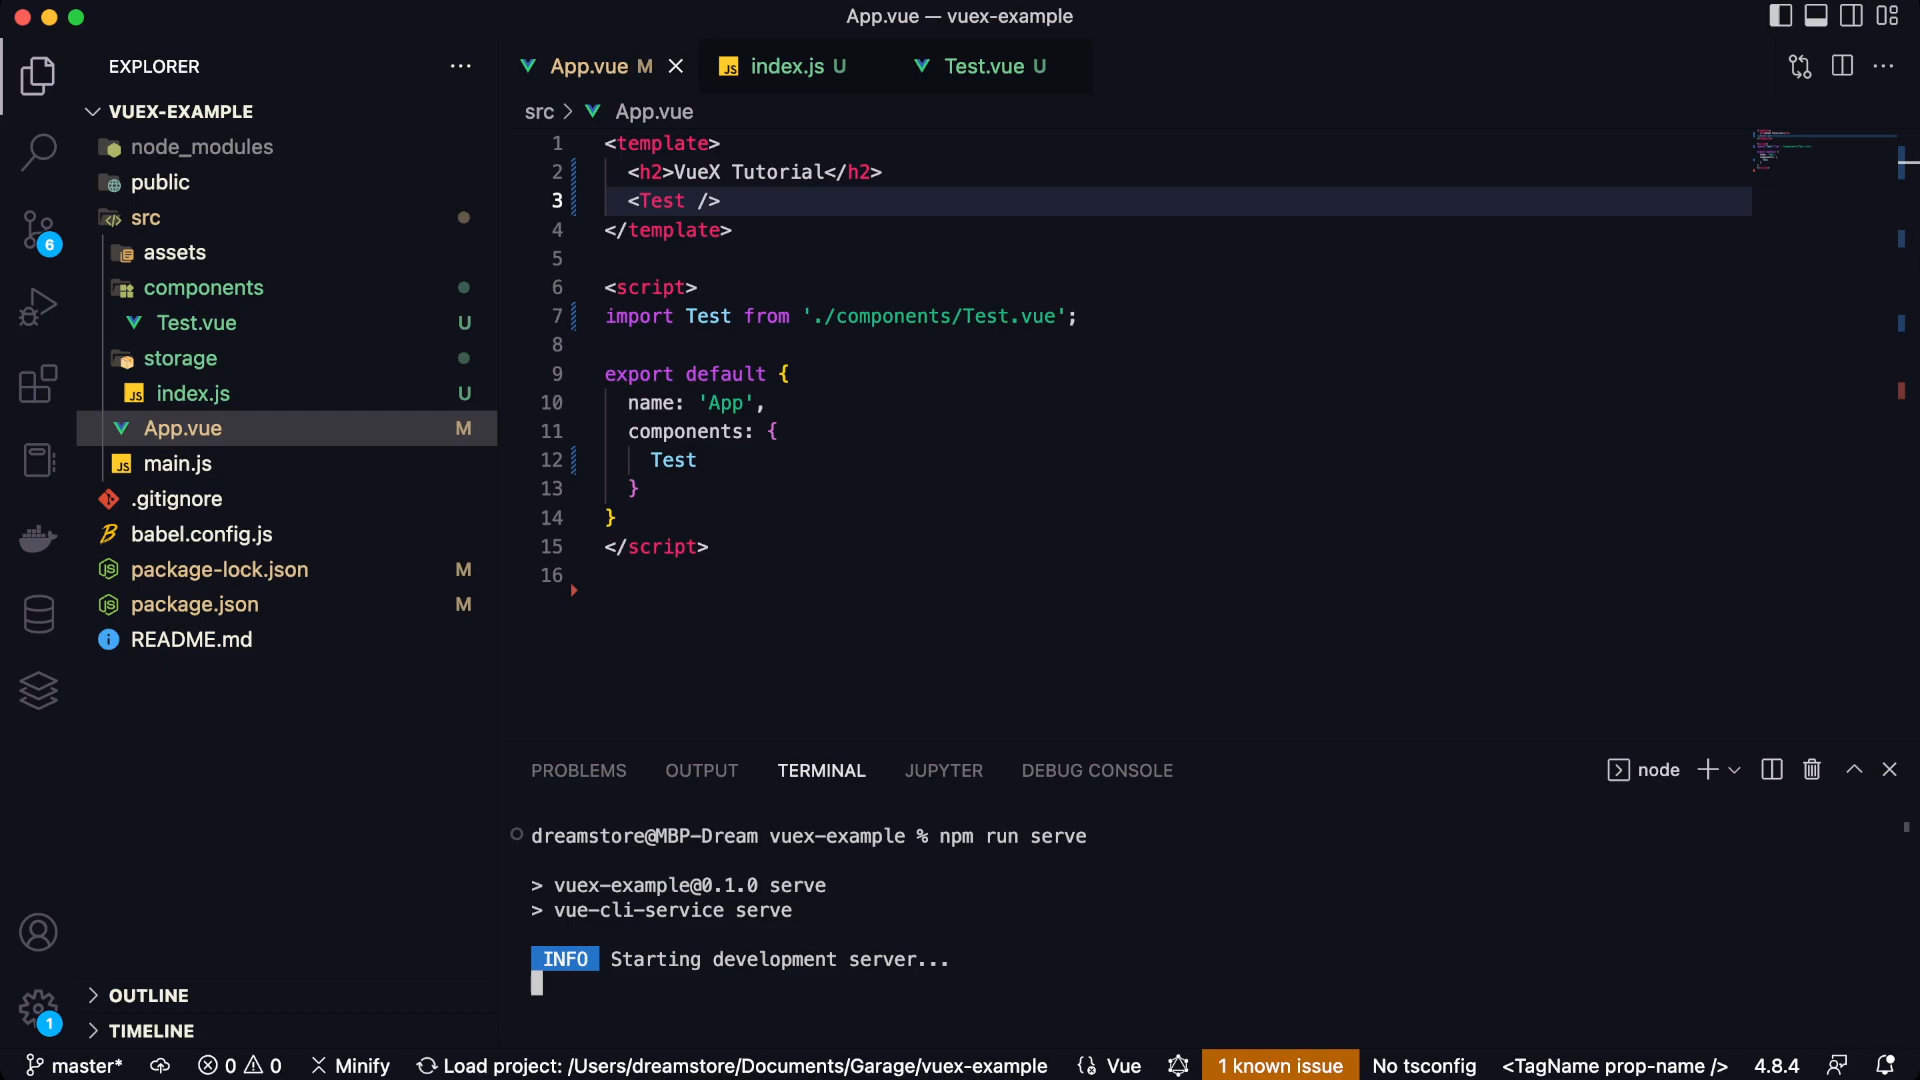 App.vue — vuex-example
EXPLORER
VUEX-EXAMPLE
node_modules
public
src
assets
components
Test.vue U
storage
index.js U
App.vue M
main.js
.gitignore
babel.config.js
package-lock.json M
package.json M
README.md
OUTLINE
TIMELINE
6
1
App.vue M
index.js U
Test.vue U
src > App.vue
1 <template>
2 <h2>VueX Tutorial</h2>
3 <Test />
4 </template>
5
6 <script>
7 import Test from './components/Test.vue';
8
9 export default {
10 name: 'App',
11 components: {
12 Test
13 }
14 }
15 </script>
16
PROBLEMS OUTPUT TERMINAL JUPYTER DEBUG CONSOLE
node
dreamstore@MBP-Dream vuex-example % npm run serve
> vuex-example@0.1.0 serve
> vue-cli-service serve
INFO Starting development server...
master* 0 0 Minify Load project: /Users/dreamstore/Documents/Garage/vuex-example Vue 1 known issue No tsconfig <TagName prop-name /> 4.8.4